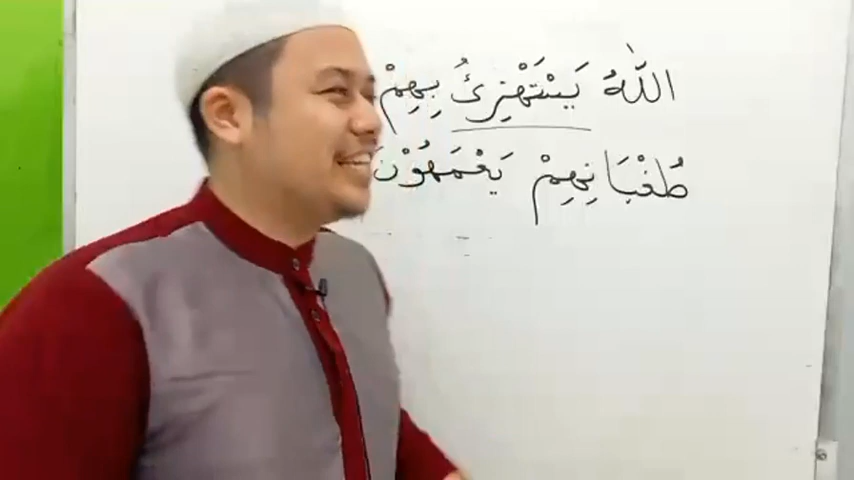 اللّٰهُ يَسْتَهْزِئُ بِهِمْ
طُغْيَانِهِمْ يَعْمَهُوْنَ